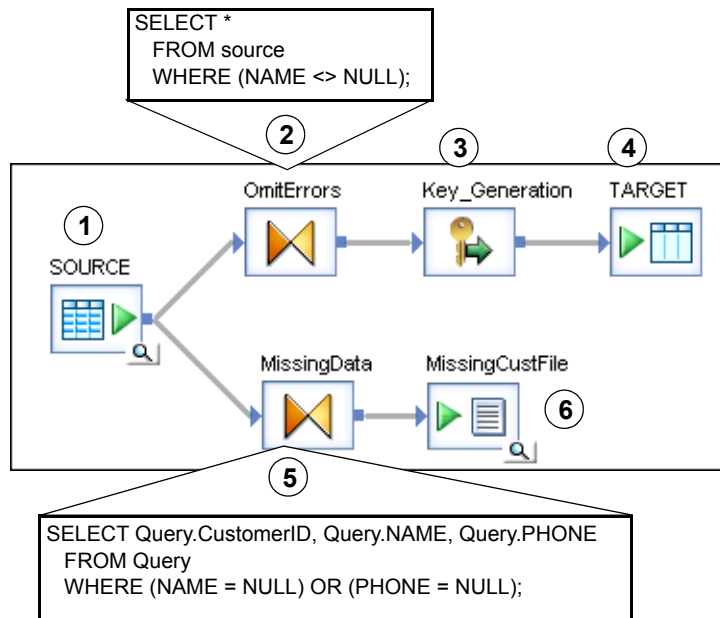 SELECT *
FROM source
WHERE (NAME <> NULL);
2
3
4
OmitErrors
Key_Generation
TARGET
1
SOURCE
MissingData
MissingCustFile
6
5
SELECT Query.CustomerID, Query.NAME, Query.PHONE
FROM Query
WHERE (NAME = NULL) OR (PHONE = NULL);